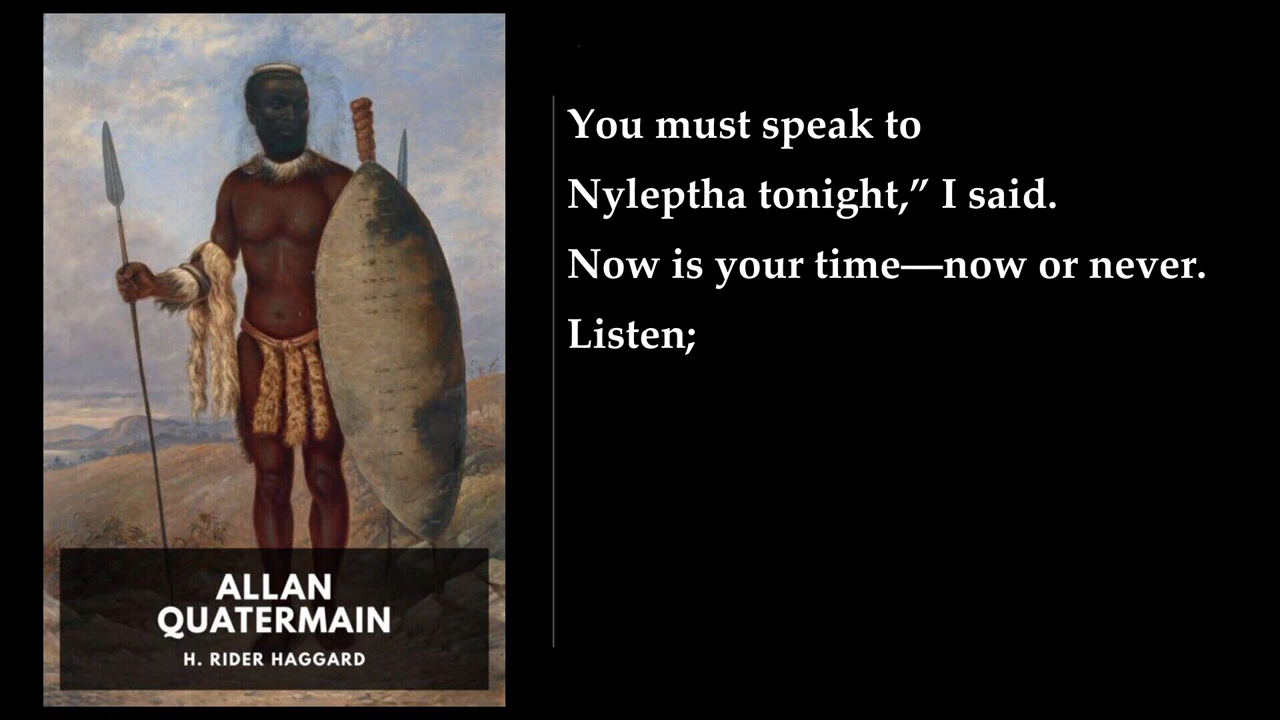 ALLAN
QUATERMAIN
H. RIDER HAGGARD
You must speak to
Nyleptha tonight,” I said.
Now is your time—now or never.
Listen;